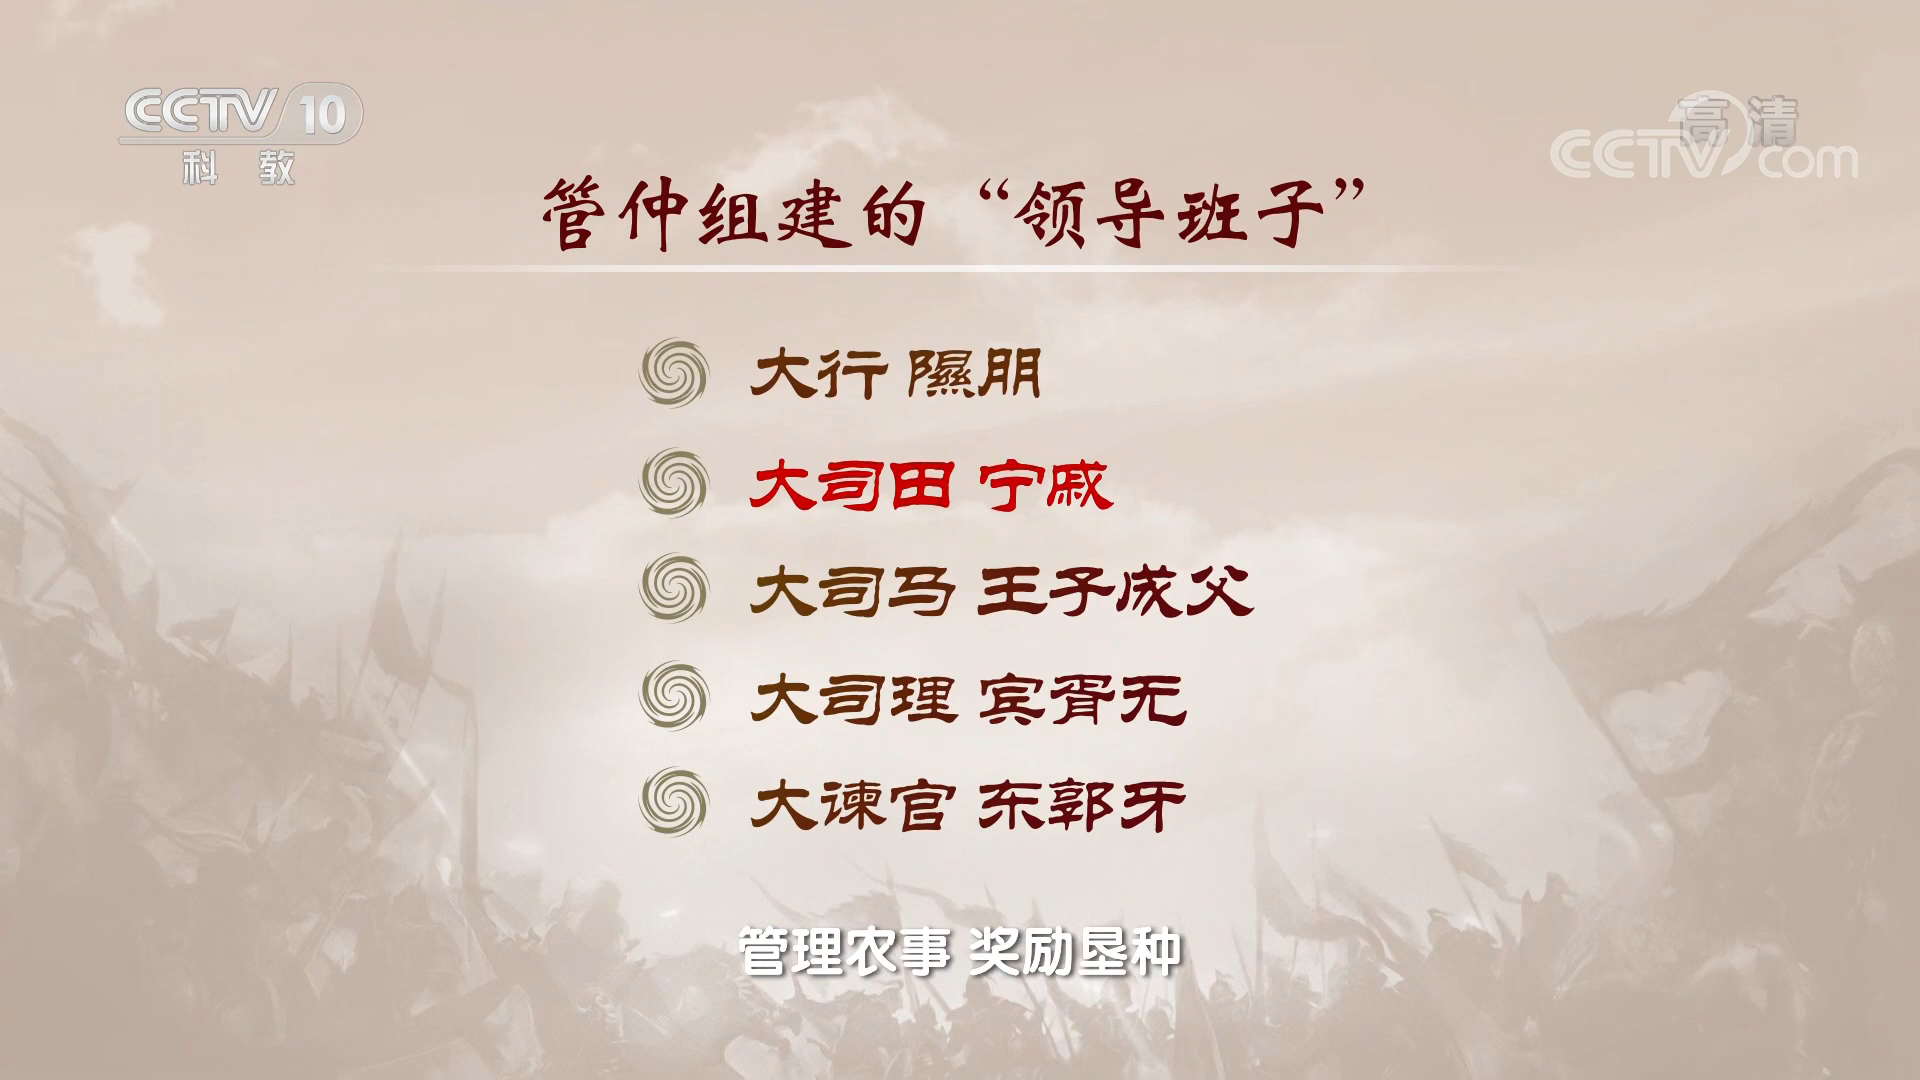 CCTV 10
科教
高清
CCTV.com
管仲组建的“领导班子”
大行 隰朋
大司田 宁戚
大司马 王子成父
大司理 宾胥无
大谏官 东郭牙
管理农事 奖励垦种